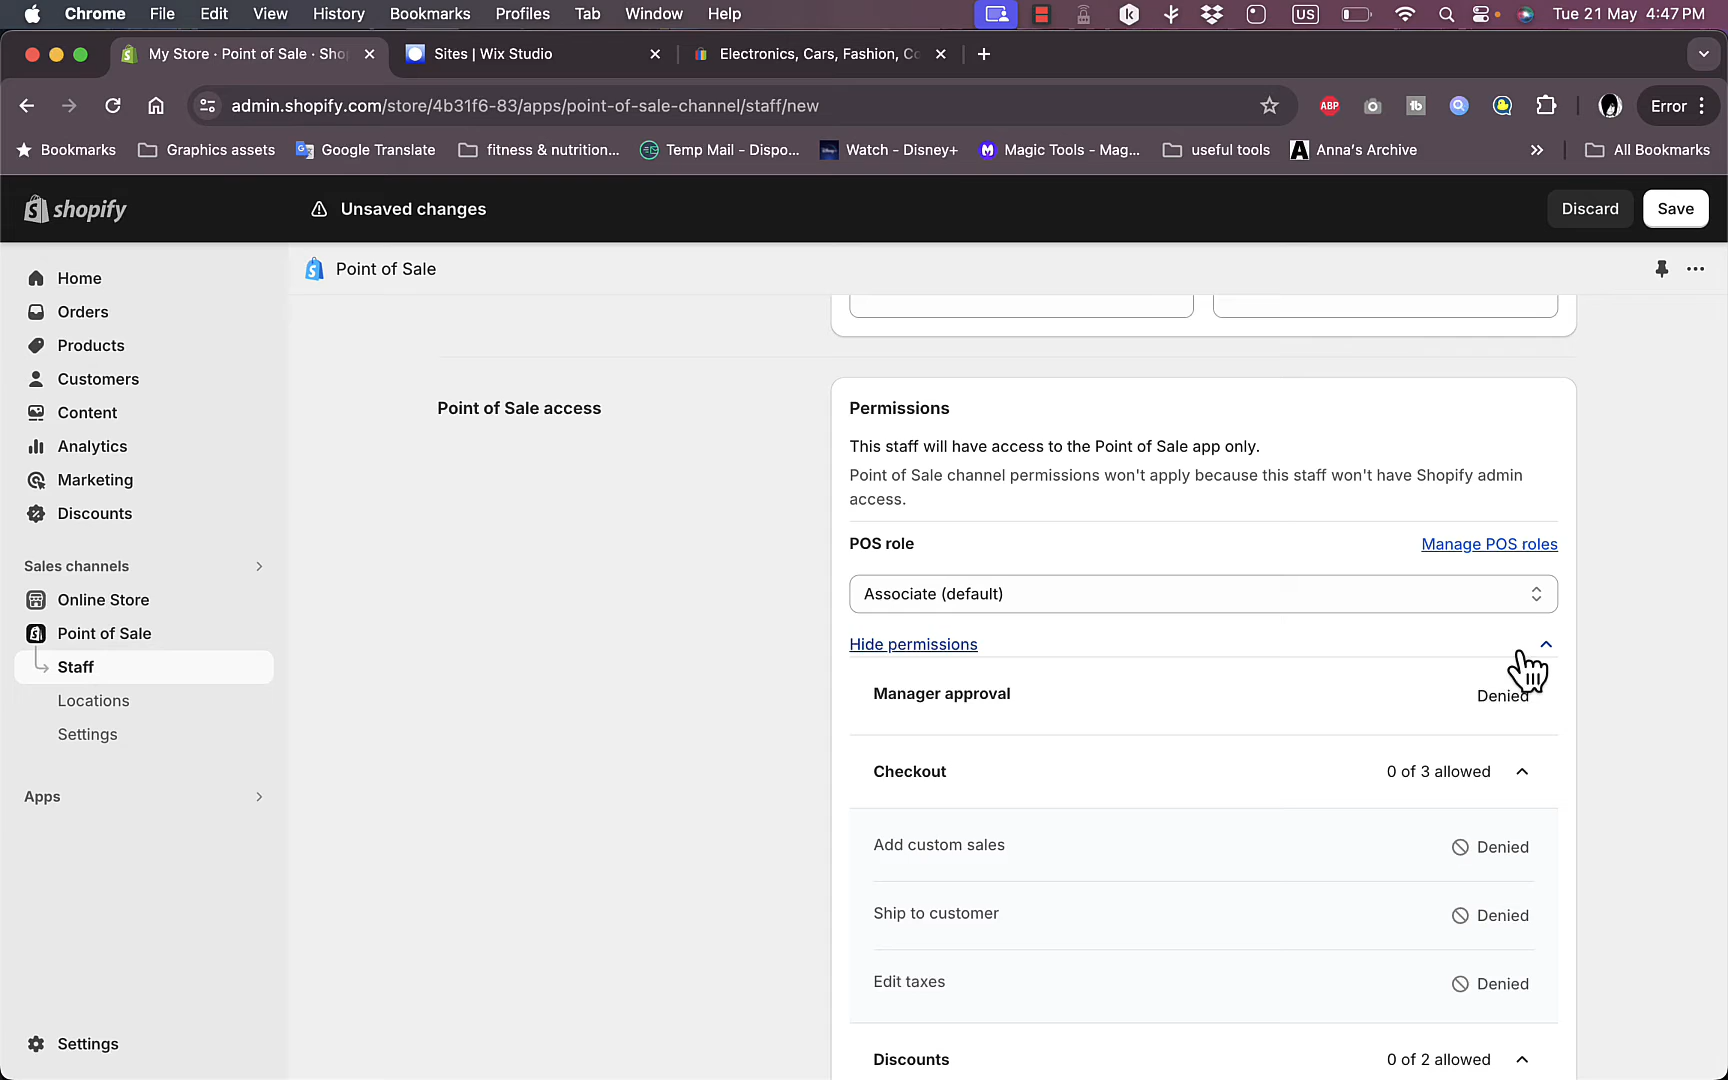 Chrome File Edit View History Bookmarks Profiles Tab Window Help US Tue 21 May 4:47 PM
My Store · Point of Sale · Sho
Sites | Wix Studio
Electronics, Cars, Fashion, Co
admin.shopify.com/store/4b31f6-83/apps/point-of-sale-channel/staff/new
ABP
tb
Error
Bookmarks
Graphics assets
Google Translate
fitness & nutrition...
Temp Mail - Dispo...
Watch - Disney+
Magic Tools - Mag...
useful tools
Anna's Archive
All Bookmarks
shopify
Unsaved changes
Discard
Save
Home
Orders
Products
Customers
Content
Analytics
Marketing
Discounts
Sales channels
Online Store
Point of Sale
Staff
Locations
Settings
Apps
Settings
Point of Sale
Point of Sale access
Permissions
This staff will have access to the Point of Sale app only.
Point of Sale channel permissions won't apply because this staff won't have Shopify admin
access.
POS role
Manage POS roles
Associate (default)
Hide permissions
Manager approval
Denied
Checkout
0 of 3 allowed
Add custom sales
Denied
Ship to customer
Denied
Edit taxes
Denied
Discounts
0 of 2 allowed